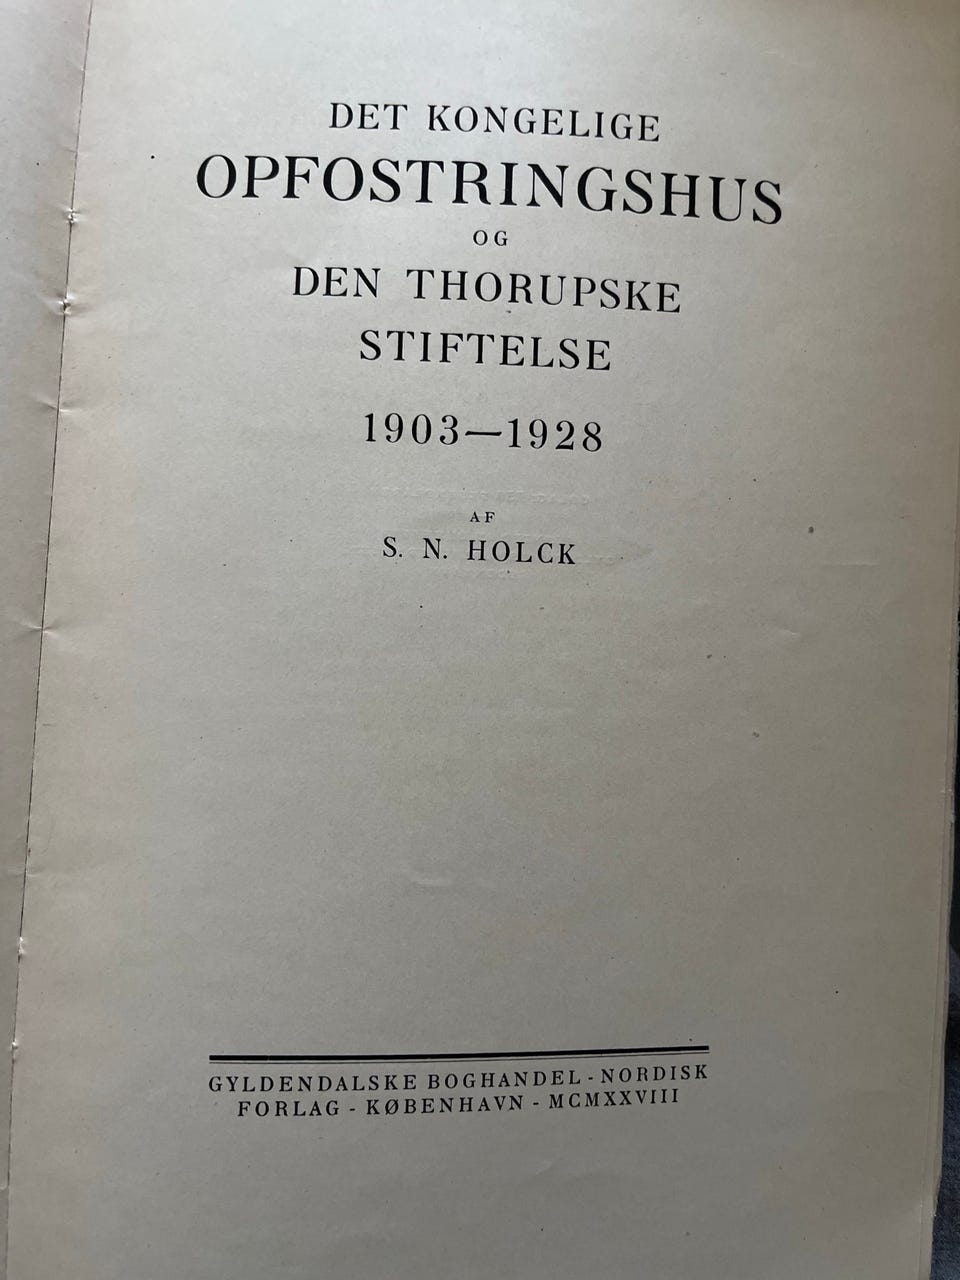 DET KONGELIGE
OPFOSTRINGSHUS
OG
DEN THORUPSKE
STIFTELSE
1903—1928
AF
S. N. HOLCK
GYLDENDALSKE BOGHANDEL - NORDISK
FORLAG - KØBENHAVN - MCMXXVIII